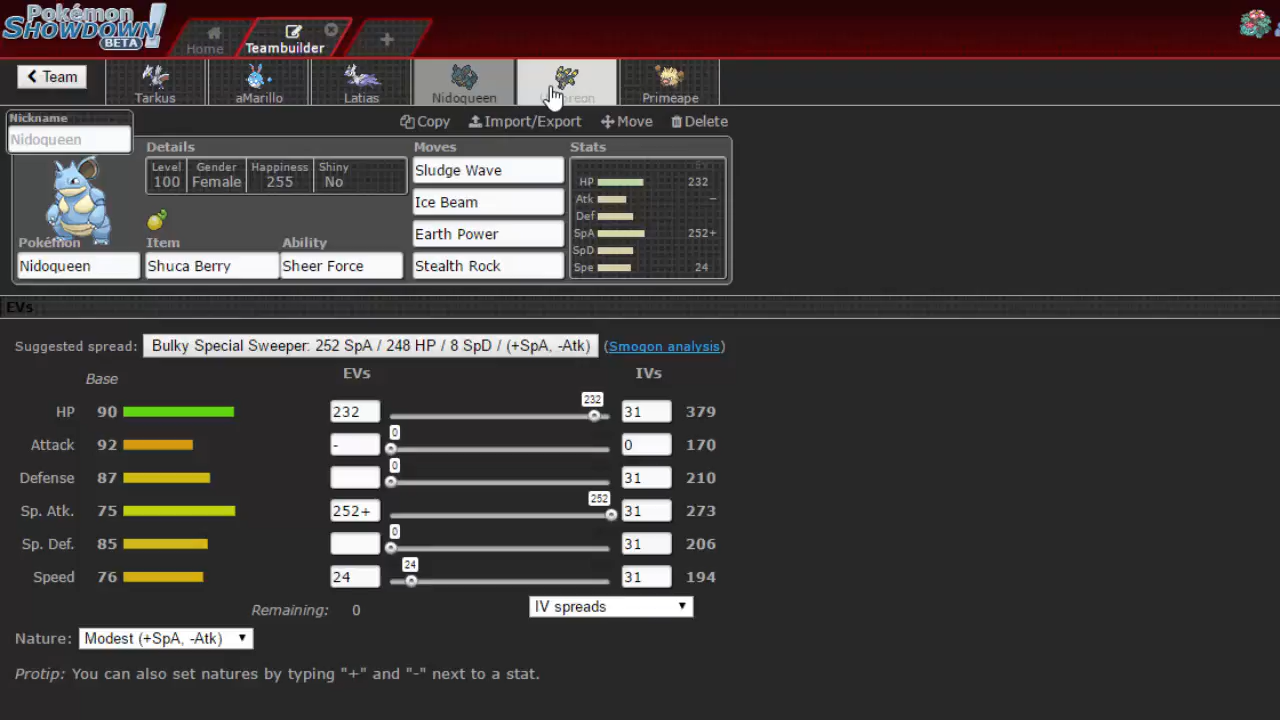 Pokémon
SHOWDOWN!
BETA
Home
Teambuilder
+
< Team
Tarkus
aMarillo
Latias
Nidoqueen
Primeape
Copy
Import/Export
Move
Delete
Nickname
Nidoqueen
Details
Level
100
Gender
Female
Happiness
255
Shiny
No
Pokémon
Nidoqueen
Item
Shuca Berry
Ability
Sheer Force
Moves
Sludge Wave
Ice Beam
Earth Power
Stealth Rock
Stats
HP 232
Atk –
Def
SpA 252+
SpD
Spe 24
EVs
Suggested spread: Bulky Special Sweeper: 252 SpA / 248 HP / 8 SpD / (+SpA, -Atk) (Smogon analysis)
Base EVs IVs
HP 90 232 232 31 379
Attack 92 - 0 0 170
Defense 87 0 31 210
Sp. Atk. 75 252+ 252 31 273
Sp. Def. 85 0 31 206
Speed 76 24 24 31 194
Remaining: 0
IV spreads
Nature: Modest (+SpA, -Atk)
Protip: You can also set natures by typing "+" and "-" next to a stat.